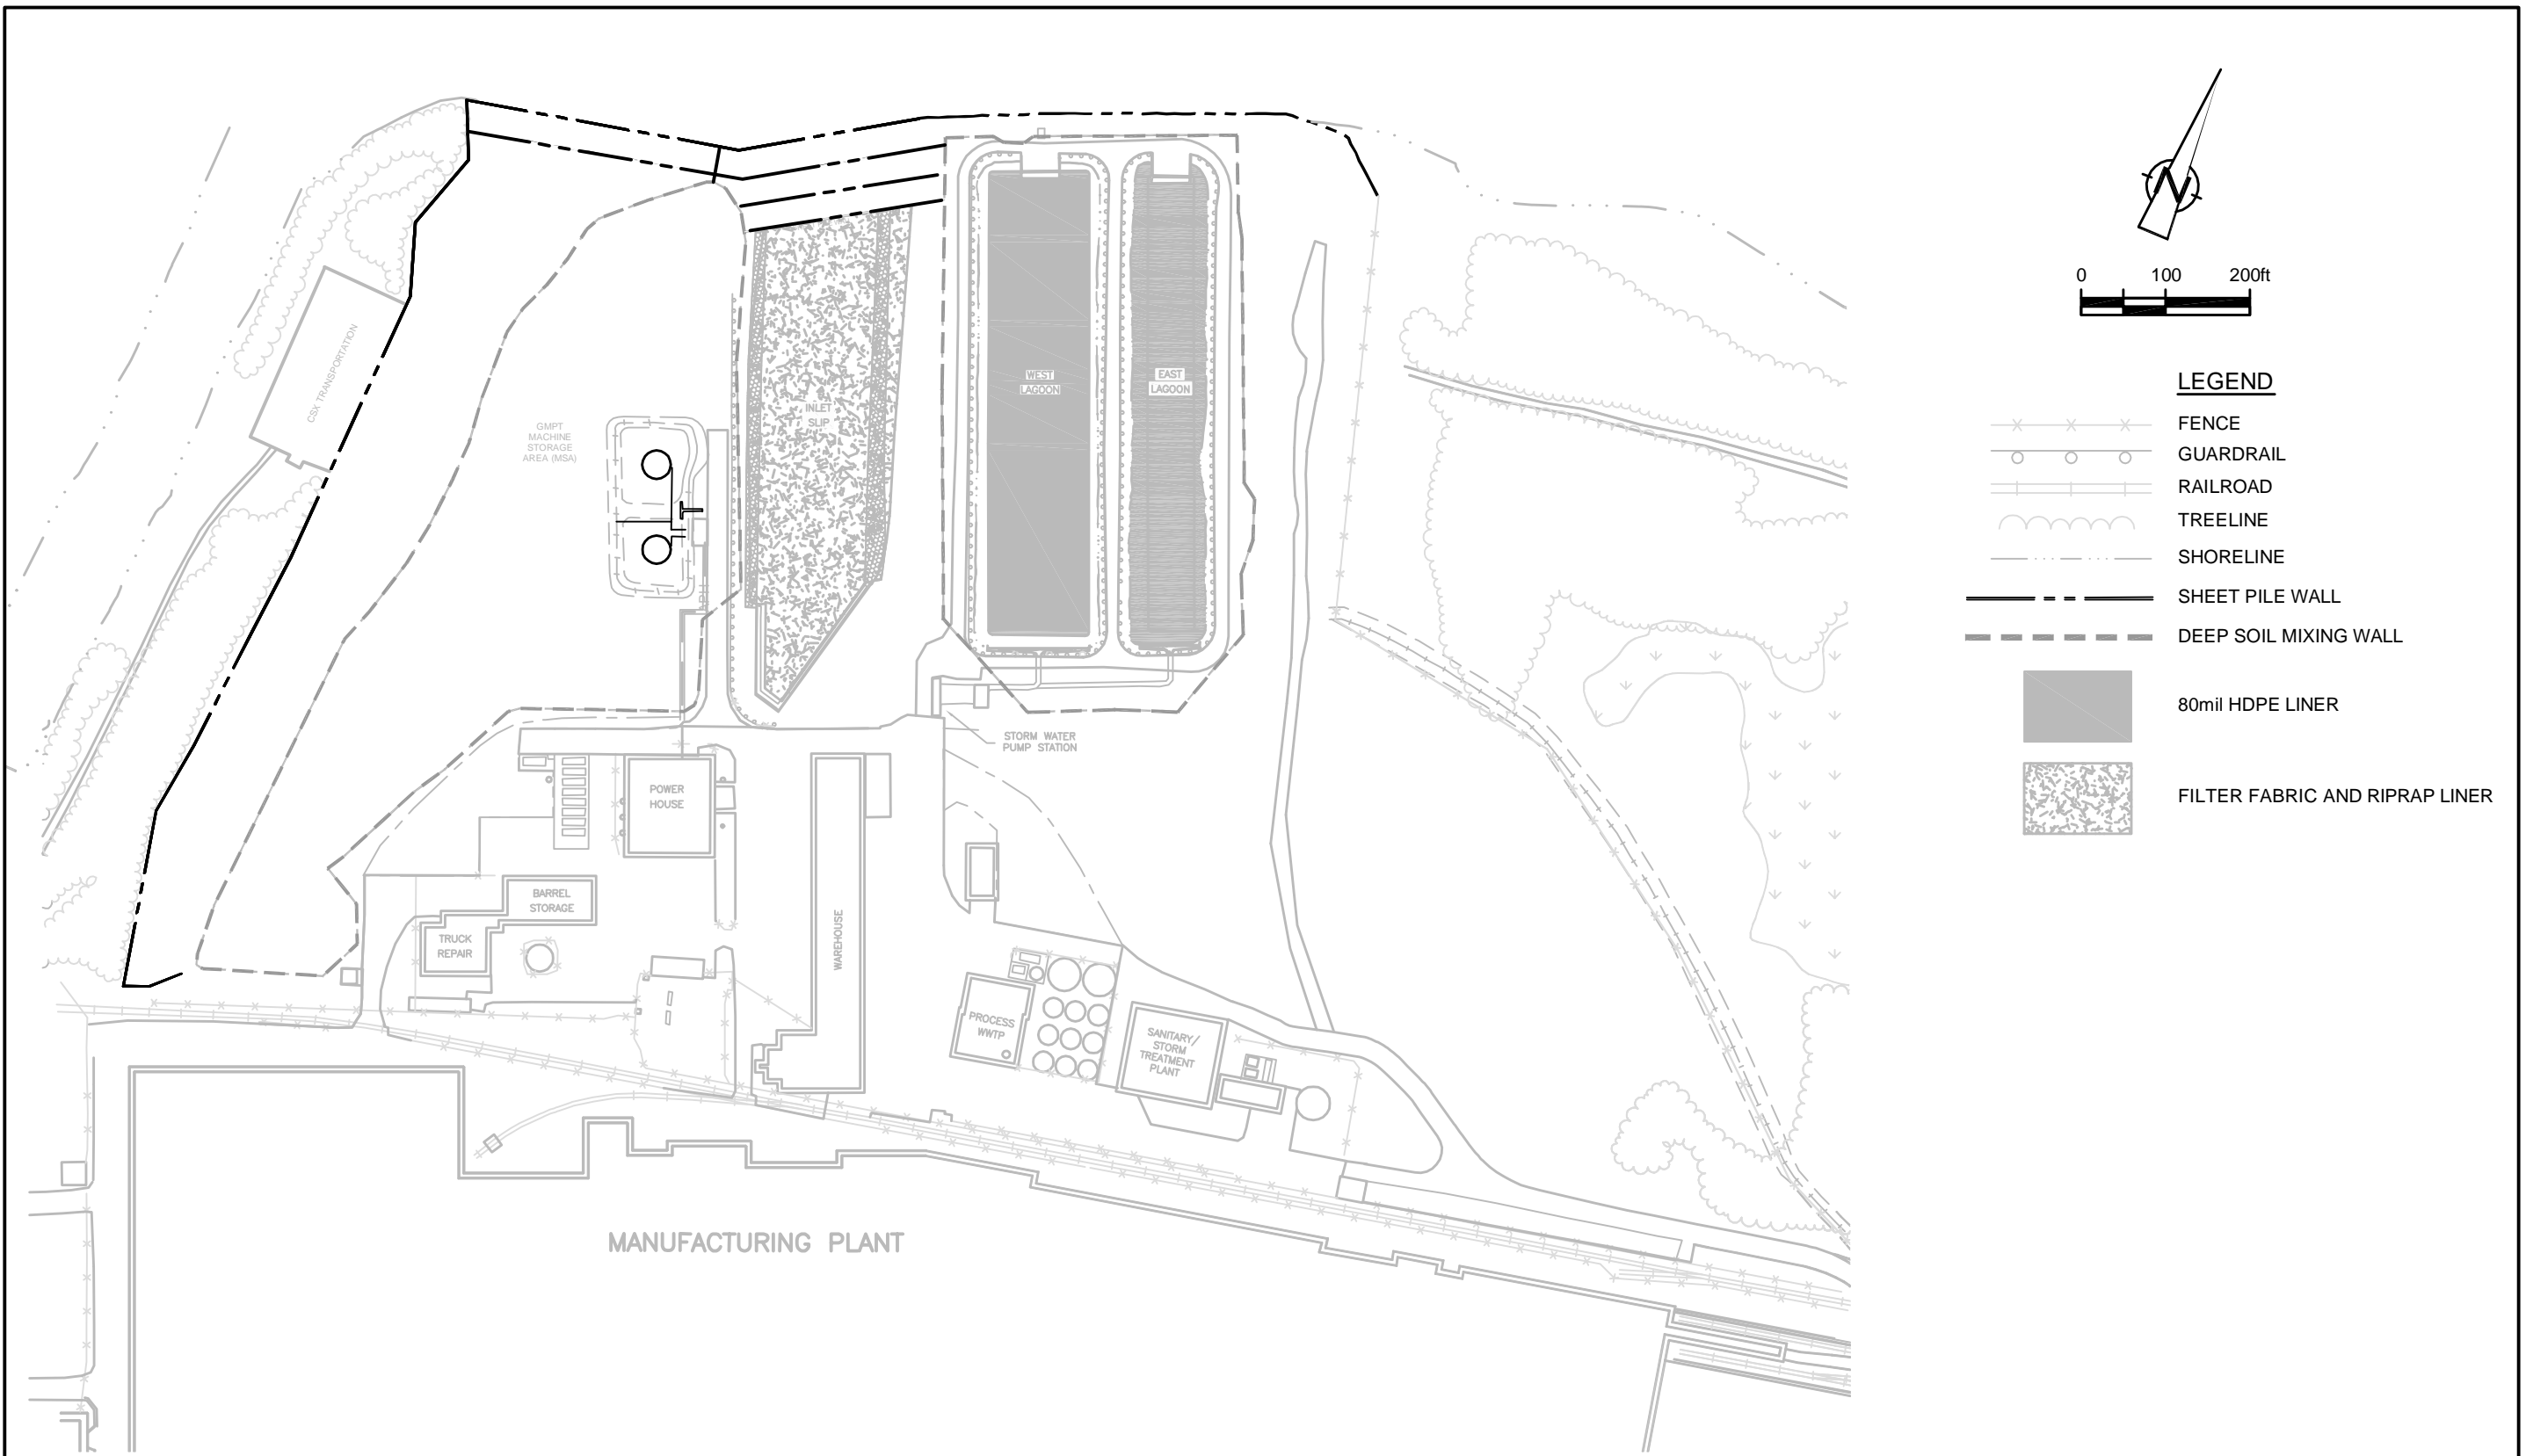 N
0 100 200ft
LEGEND
FENCE
GUARDRAIL
RAILROAD
TREELINE
SHORELINE
SHEET PILE WALL
DEEP SOIL MIXING WALL
80mil HDPE LINER
FILTER FABRIC AND RIPRAP LINER
CSX TRANSPORTATION
GMPT
MACHINE
STORAGE
AREA (MSA)
INLET
SLIP
WEST
LAGOON
EAST
LAGOON
STORM WATER
PUMP STATION
POWER
HOUSE
BARREL
STORAGE
TRUCK
REPAIR
WAREHOUSE
PROCESS
WWTP
SANITARY/
STORM
TREATMENT
PLANT
MANUFACTURING PLANT